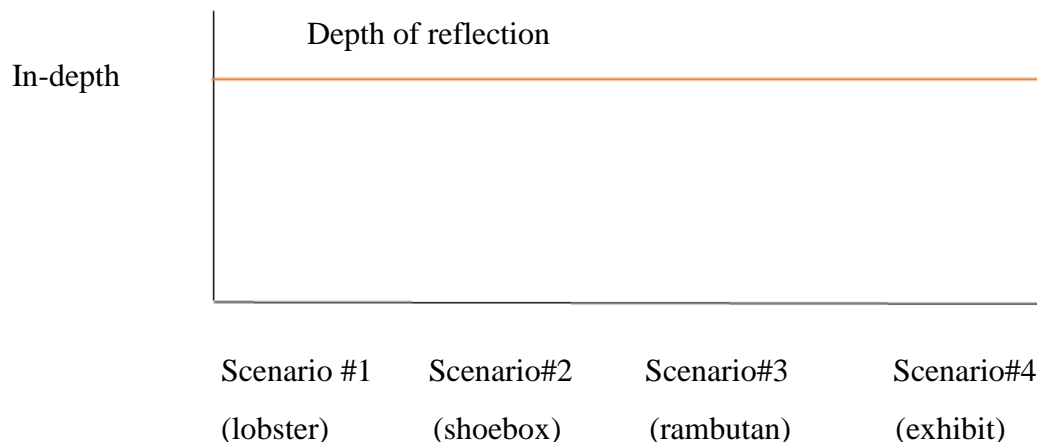 Depth of reflection
In-depth
Scenario #1 Scenario#2 Scenario#3 Scenario#4
(lobster) (shoebox) (rambutan) (exhibit)